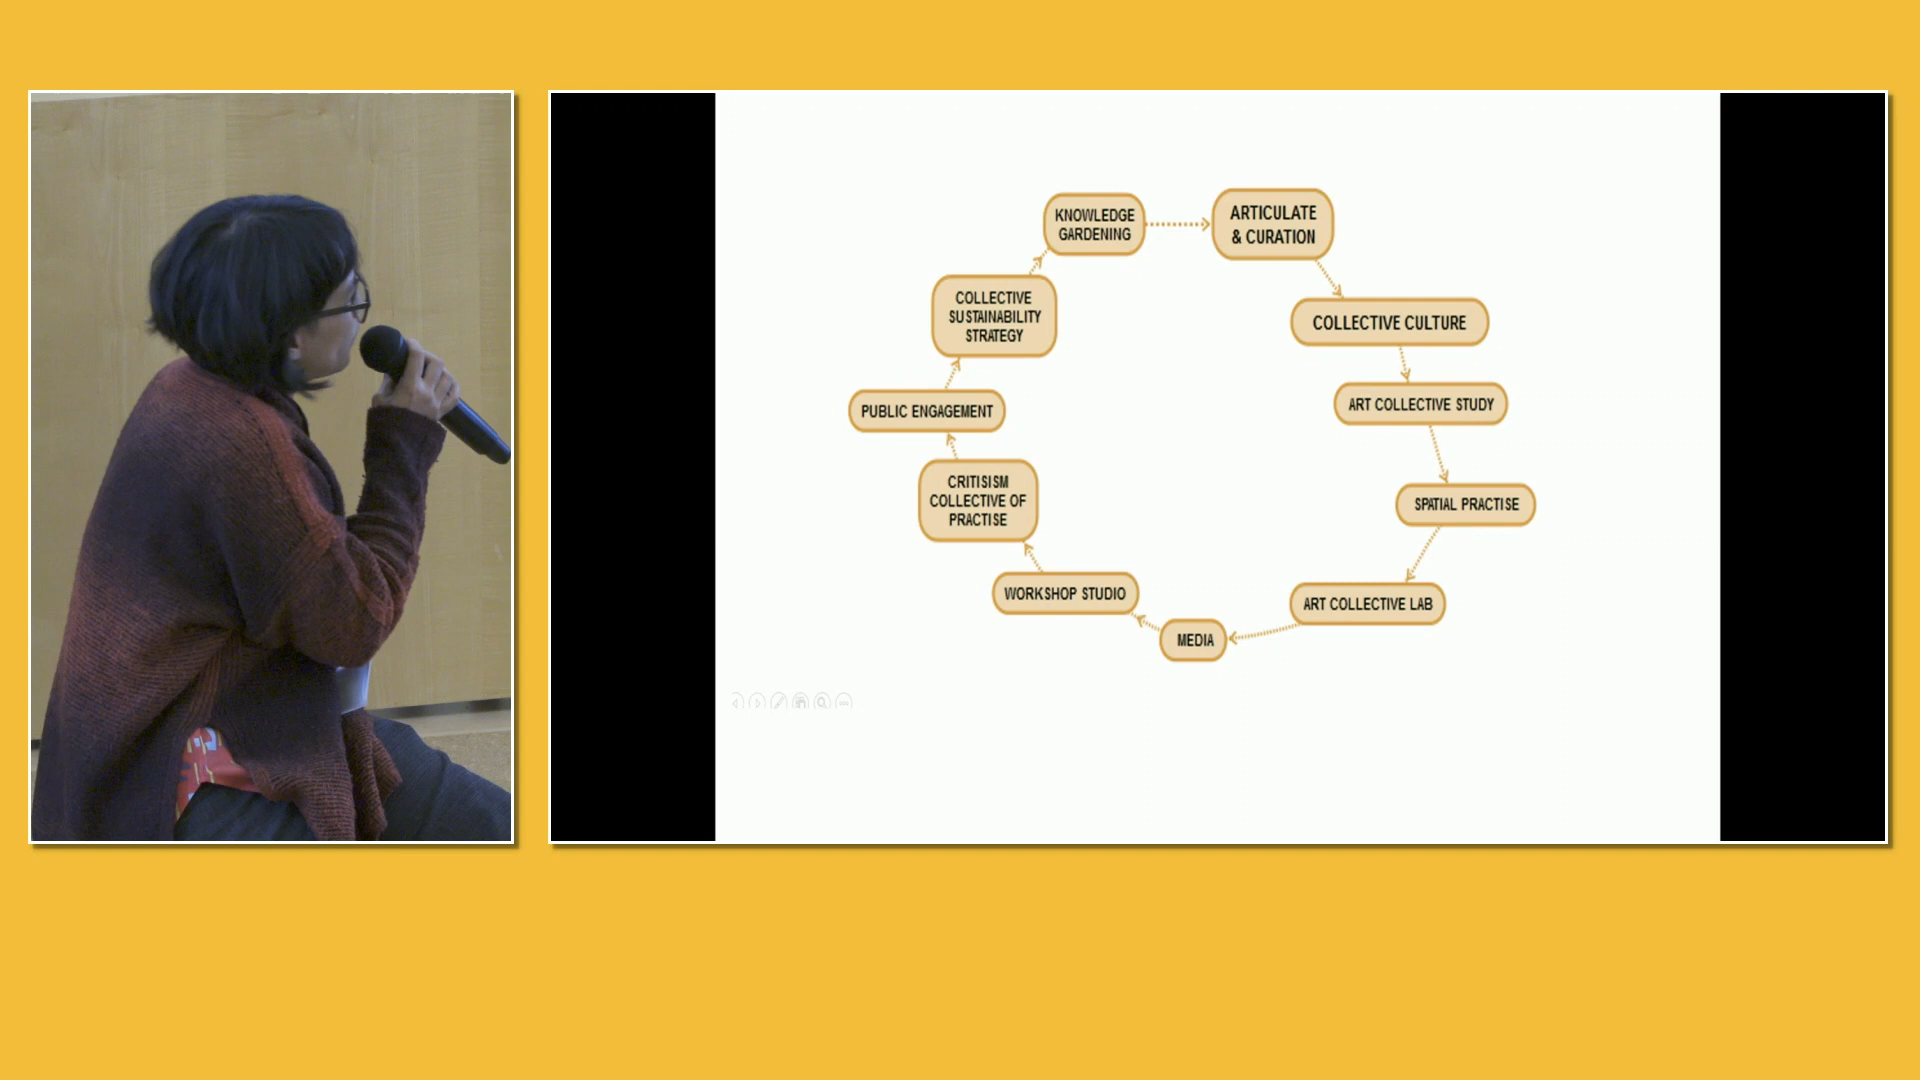 KNOWLEDGE
GARDENING
ARTICULATE
& CURATION
COLLECTIVE CULTURE
ART COLLECTIVE STUDY
SPATIAL PRACTISE
ART COLLECTIVE LAB
MEDIA
WORKSHOP STUDIO
CRITISISM
COLLECTIVE OF
PRACTISE
PUBLIC ENGAGEMENT
COLLECTIVE
SUSTAINABILITY
STRATEGY